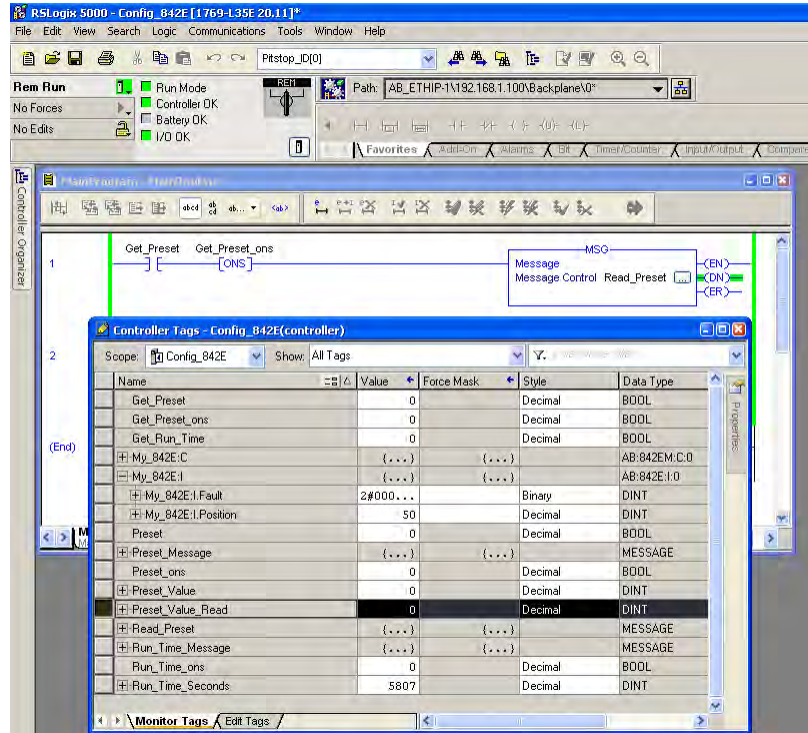 RSLogix 5000 - Config_842E [1769-L35E 20.11]*
File Edit View Search Logic Communications Tools Window Help
Pitstop_ID[0]
Rem Run
Run Mode
REM
Path: AB_ETHIP-1\192.168.1.100\Backplane\0*
No Forces
Controller OK
Battery OK
No Edits
I/O OK
Favorites Add-On Alarms Bit Timer/Counter Input/Output Compare
Controller Organizer
abcd ab cd ab... <ab>
Get_Preset Get_Preset_ons MSG
1 ONS Message (EN)
Message Control Read_Preset ... (DN)
(ER)
Controller Tags - Config_842E(controller)
2
Scope: Config_842E Show: All Tags
Name Value Force Mask Style Data Type
Get_Preset 0 Decimal BOOL
Properties
Get_Preset_ons 0 Decimal BOOL
(End)
Get_Run_Time 0 Decimal BOOL
My_842E:C {...} {...} AB:842EM:C:0
My_842E:I {...} {...} AB:842E:I:0
My_842E:I.Fault 2#000... Binary DINT
My_842E:I.Position 50 Decimal DINT
Preset 0 Decimal BOOL
Preset_Message {...} {...} MESSAGE
Preset_ons 0 Decimal BOOL
Preset_Value 0 Decimal DINT
Preset_Value_Read 0 Decimal DINT
Read_Preset {...} {...} MESSAGE
Run_Time_Message {...} {...} MESSAGE
Run_Time_ons 0 Decimal BOOL
Run_Time_Seconds 5807 Decimal DINT
Monitor Tags Edit Tags